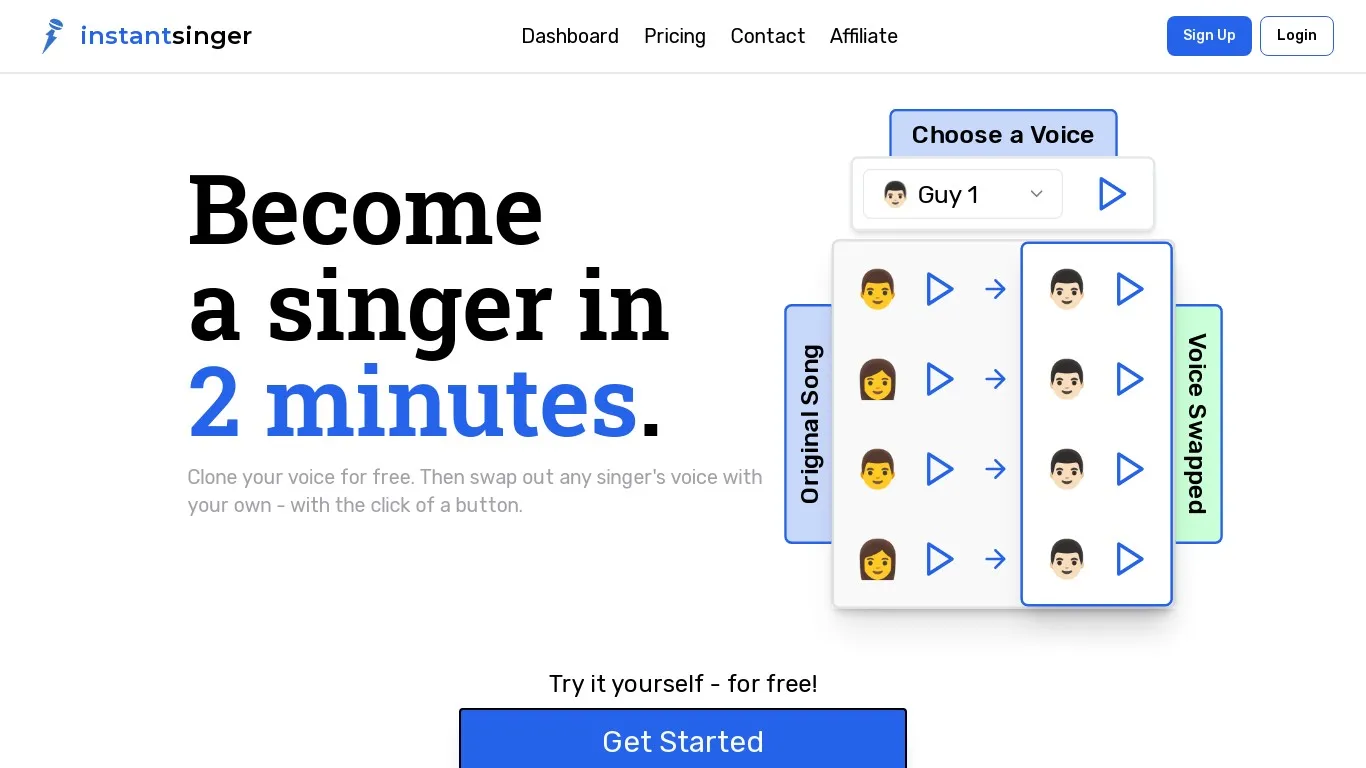 instantsinger
Dashboard
Pricing
Contact
Affiliate
Sign Up
Login
Become
a singer in
2 minutes.
Clone your voice for free. Then swap out any singer's voice with
your own - with the click of a button.
Choose a Voice
Guy 1
Original Song
Voice Swapped
Try it yourself - for free!
Get Started